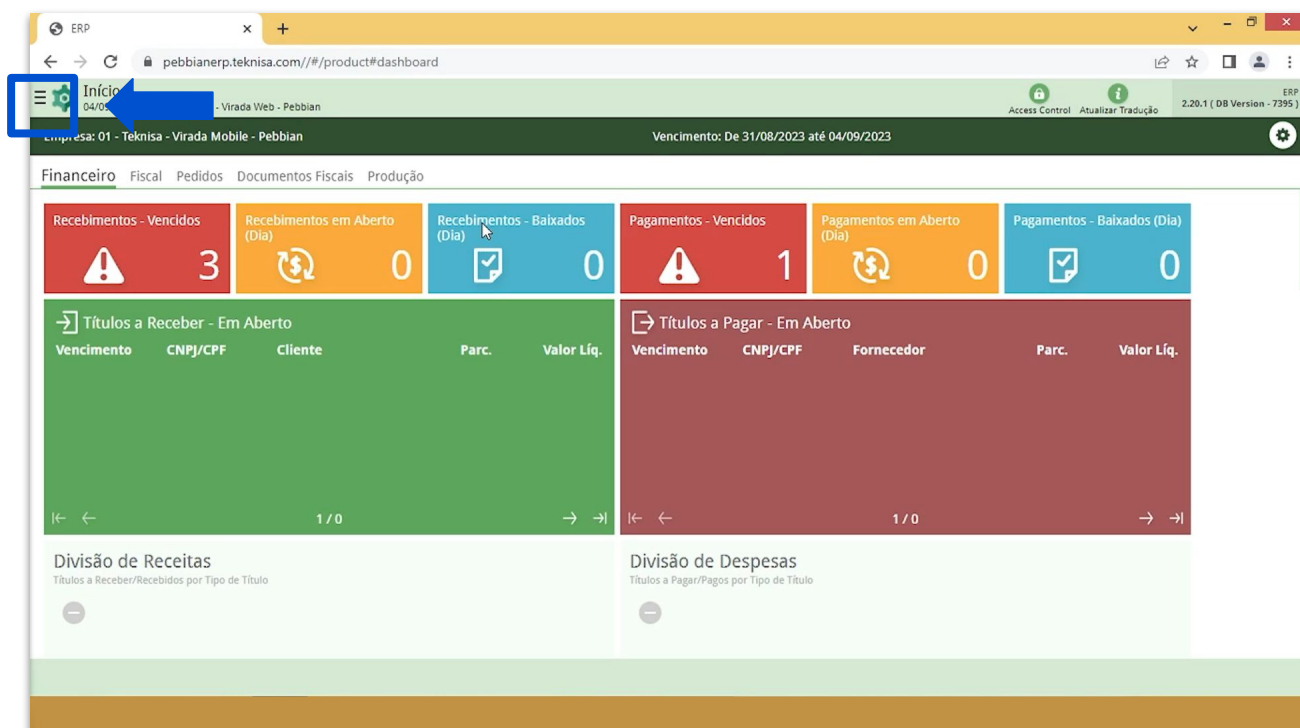 ERP
pebbianerp.teknisa.com//#/product#dashboard
Início
04/09 - Virada Web - Pebbian
Access Control
Atualizar Tradução
ERP
2.20.1 ( DB Version - 7395 )
Empresa: 01 - Teknisa - Virada Mobile - Pebbian
Vencimento: De 31/08/2023 até 04/09/2023
Financeiro Fiscal Pedidos Documentos Fiscais Produção
Recebimentos - Vencidos
3
Recebimentos em Aberto
(Dia)
0
Recebimentos - Baixados
(Dia)
0
Pagamentos - Vencidos
1
Pagamentos em Aberto
(Dia)
0
Pagamentos - Baixados (Dia)
0
Títulos a Receber - Em Aberto
Vencimento CNPJ/CPF Cliente Parc. Valor Líq.
1 / 0
Títulos a Pagar - Em Aberto
Vencimento CNPJ/CPF Fornecedor Parc. Valor Líq.
1 / 0
Divisão de Receitas
Títulos a Receber/Recebidos por Tipo de Título
Divisão de Despesas
Títulos a Pagar/Pagos por Tipo de Título